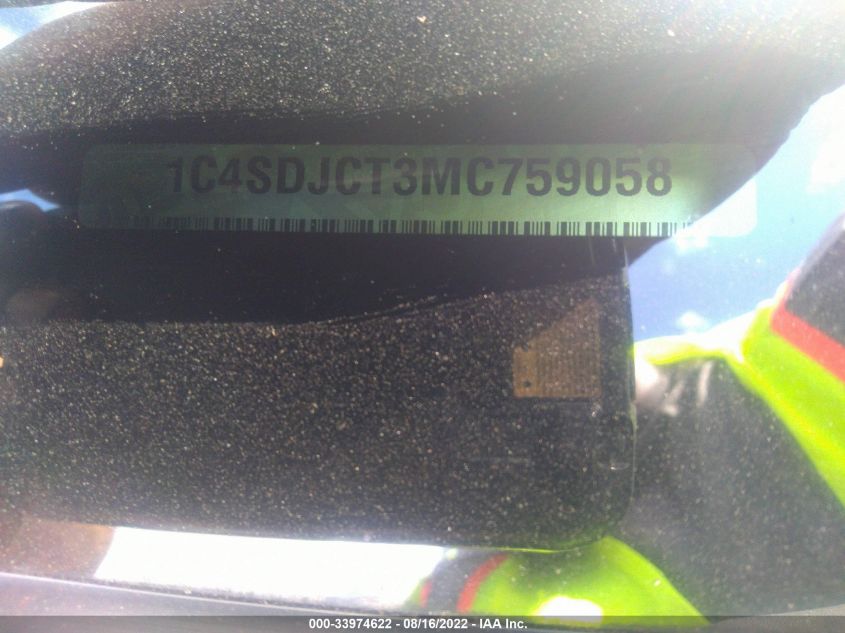 1C4SDJCT3MC759058
000-33974622 - 08/16/2022 - IAA Inc.